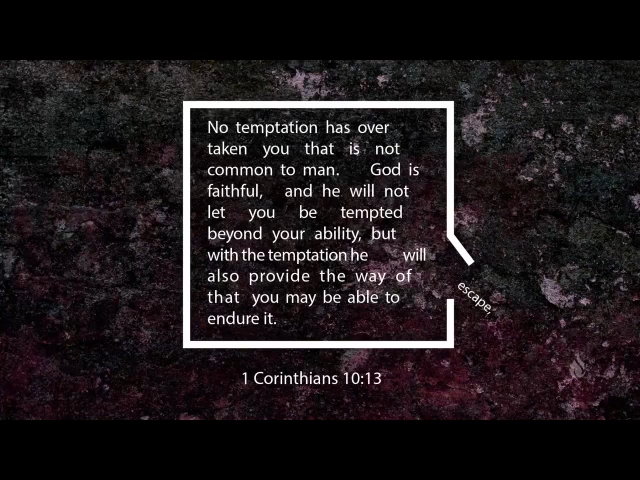 No temptation has over
taken you that is not
common to man. God is
faithful, and he will not
let you be tempted
beyond your ability, but
with the temptation he will
also provide the way of
escape,
that you may be able to
endure it.
1 Corinthians 10:13